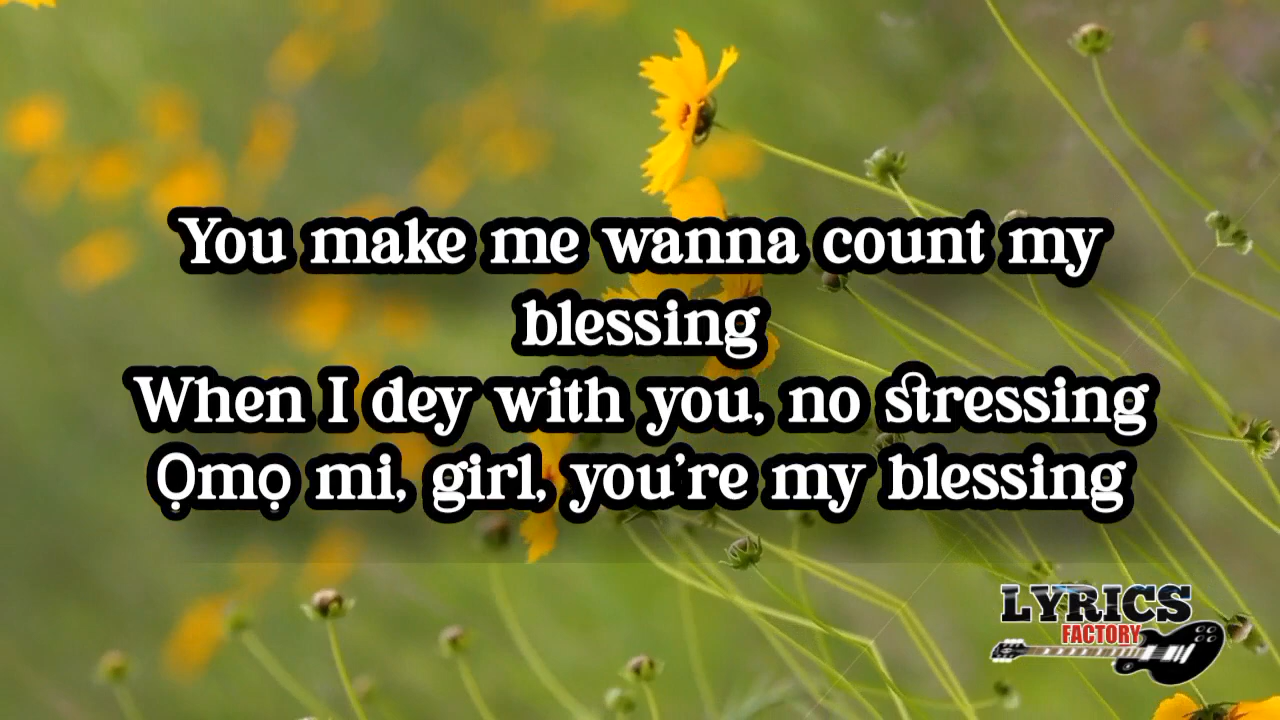 You make me wanna count my
blessing
When I dey with you, no stressing
Ọmọ mi, girl, you're my blessing
LYRICS
FACTORY